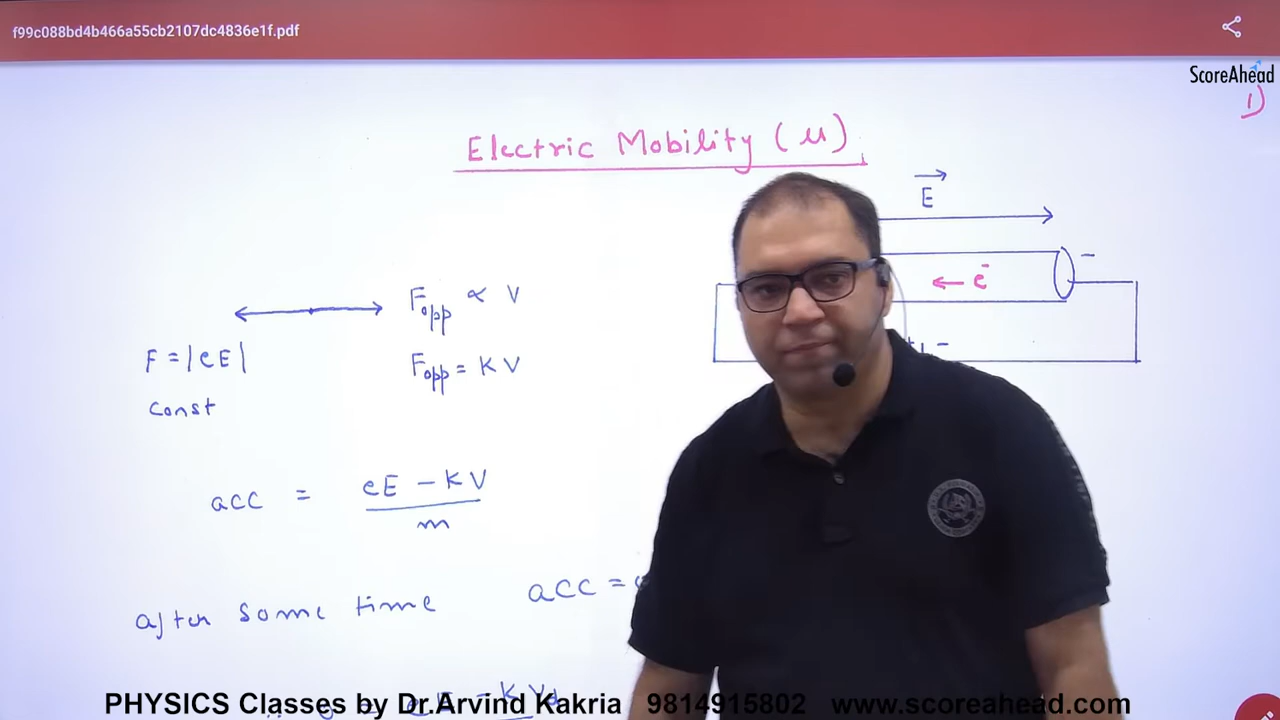 f99c088bd4b466a55cb2107dc4836e1f.pdf
ScoreAhead
1)
Electric Mobility (μ)
E
-
← e-
Fopp ∝ V
F = |eE|
Fopp = KV
Const
acc = eE - KV
m
after some time acc =
PHYSICS Classes by Dr.Arvind Kakria 9814915802 www.scoreahead.com